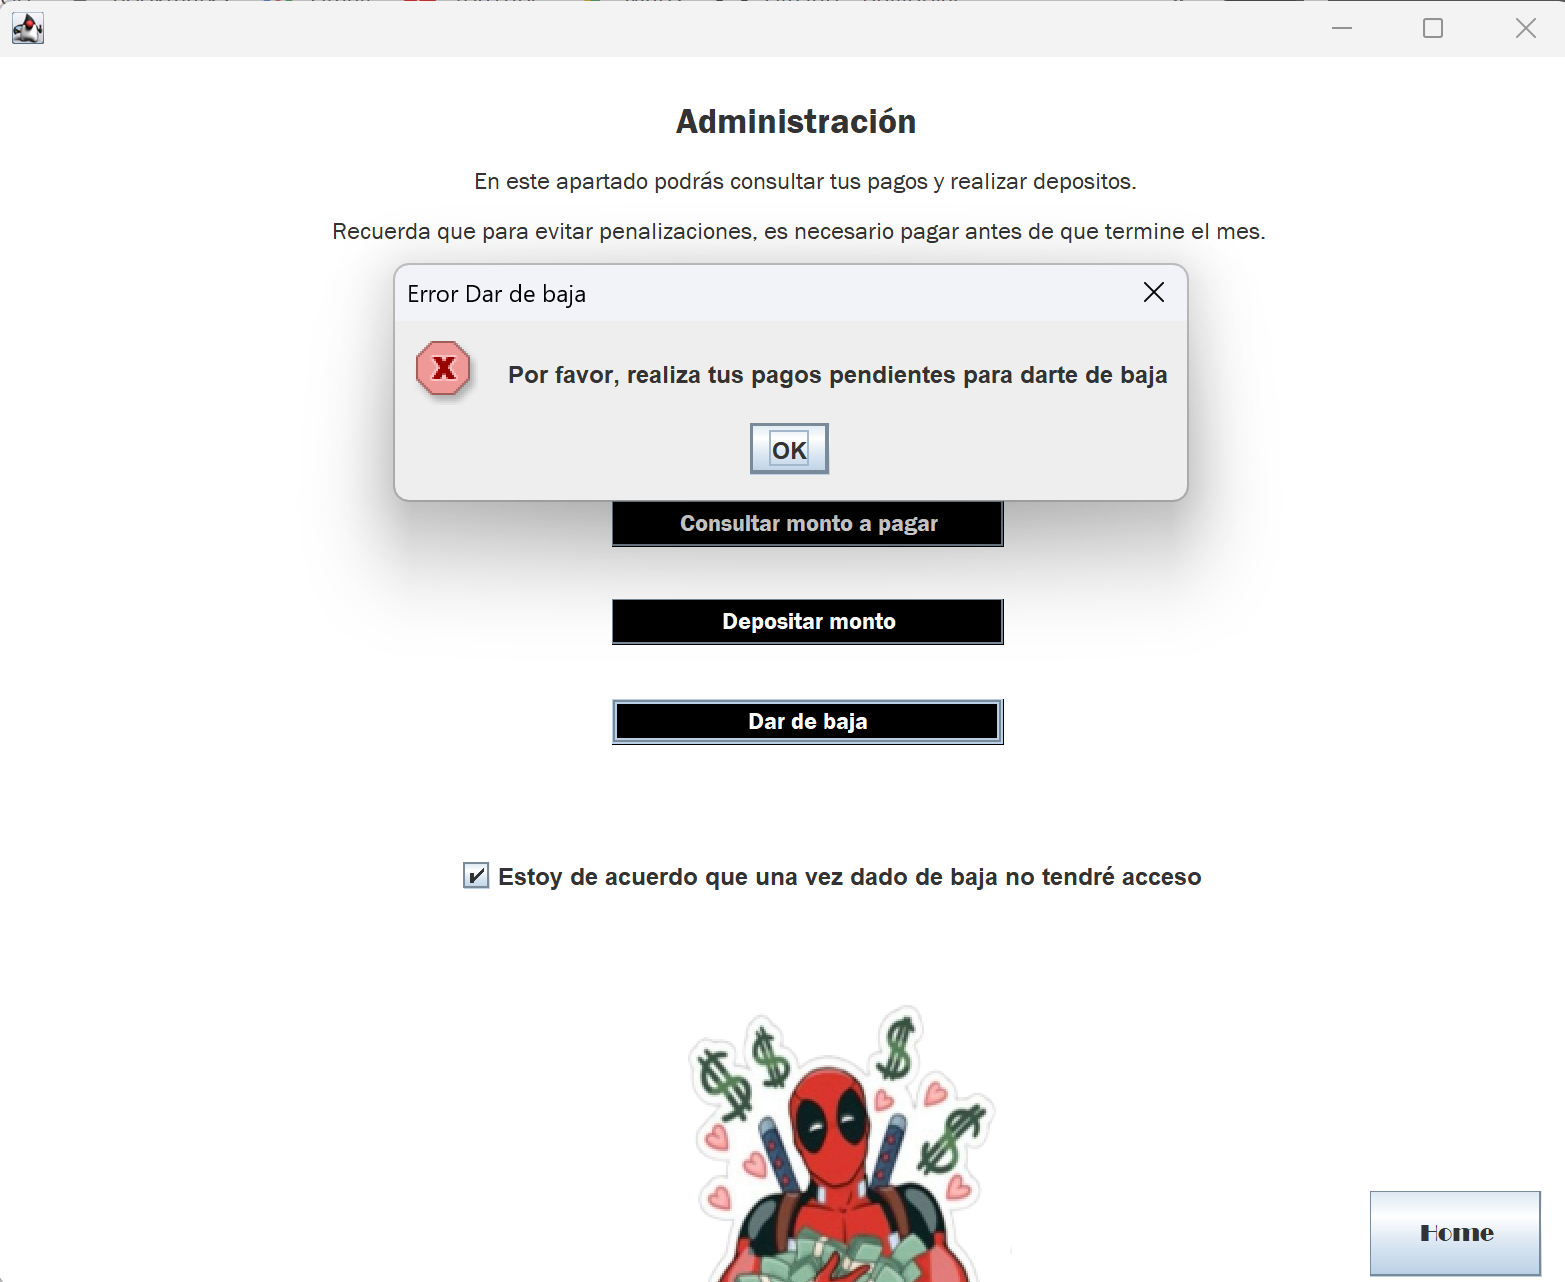 Administración
En este apartado podrás consultar tus pagos y realizar depositos.
Recuerda que para evitar penalizaciones, es necesario pagar antes de que termine el mes.
Error Dar de baja
Por favor, realiza tus pagos pendientes para darte de baja
OK
Consultar monto a pagar
Depositar monto
Dar de baja
Estoy de acuerdo que una vez dado de baja no tendré acceso
Home